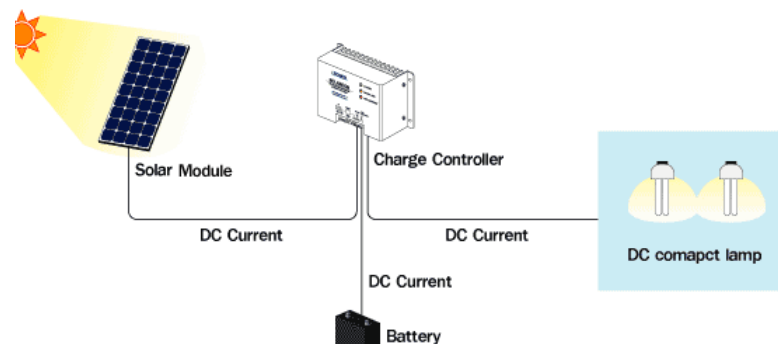 Solar Module
Charge Controller
DC Current
DC Current
DC comapct lamp
DC Current
Battery